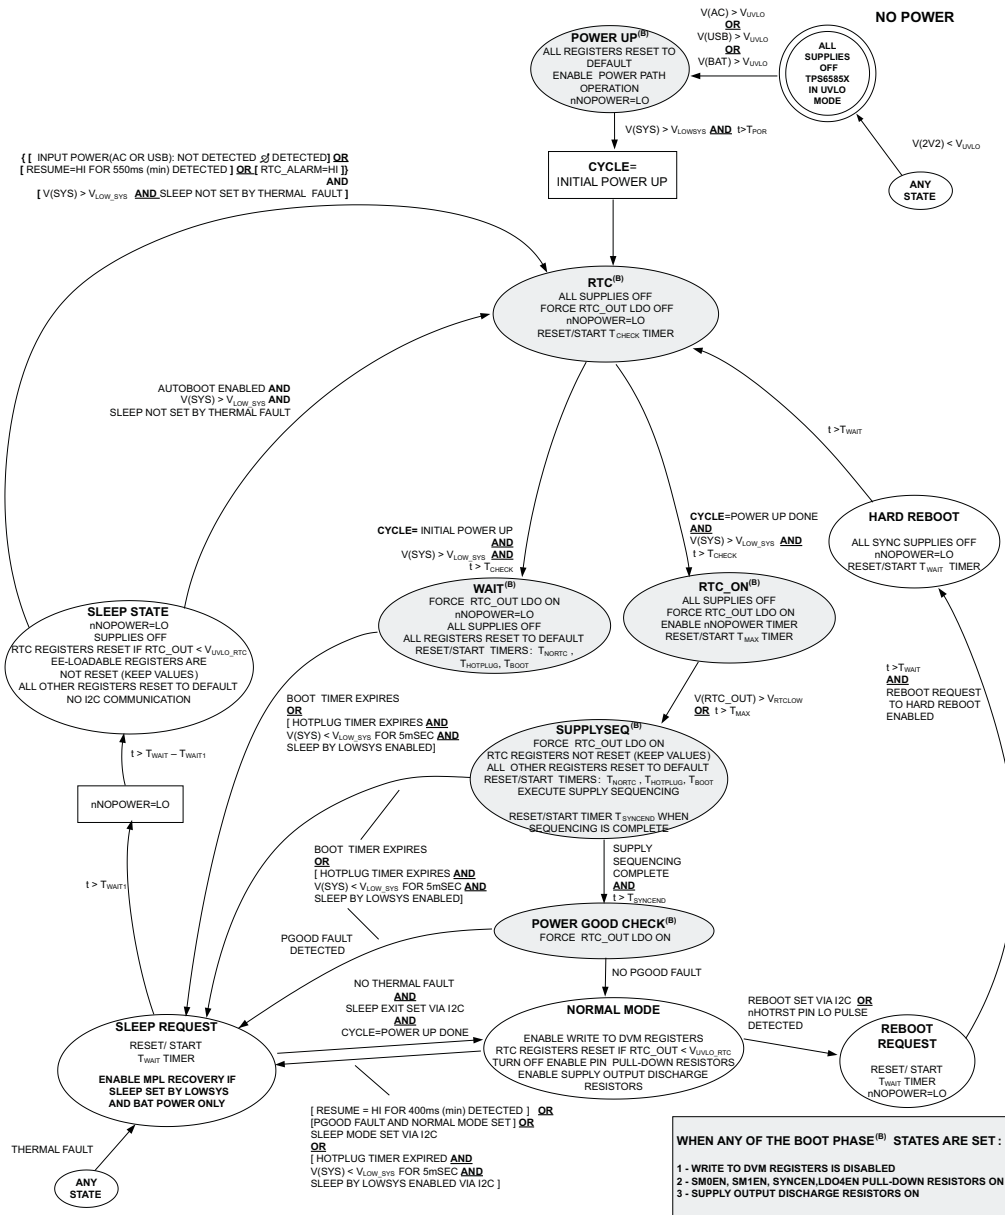 NO POWER
V(AC) > VUVLO
OR
V(USB) > VUVLO
OR
V(BAT) > VUVLO
POWER UP(B)
ALL REGISTERS RESET TO
DEFAULT
ENABLE POWER PATH
OPERATION
nNOPOWER=LO
ALL
SUPPLIES
OFF
TPS6585X
IN UVLO
MODE
V(2V2) < VUVLO
ANY
STATE
V(SYS) > VLOWSYS AND t>TPOR
CYCLE=
INITIAL POWER UP
{ [ INPUT POWER(AC OR USB): NOT DETECTED DETECTED] OR
[ RESUME=HI FOR 550ms (min) DETECTED ] OR [ RTC_ALARM=HI ]}
AND
[ V(SYS) > VLOW_SYS AND SLEEP NOT SET BY THERMAL FAULT ]
RTC(B)
ALL SUPPLIES OFF
FORCE RTC_OUT LDO OFF
nNOPOWER=LO
RESET/START TCHECK TIMER
AUTOBOOT ENABLED AND
V(SYS) > VLOW_SYS AND
SLEEP NOT SET BY THERMAL FAULT
t >TWAIT
CYCLE= INITIAL POWER UP
AND
V(SYS) > VLOW_SYS AND
t > TCHECK
CYCLE=POWER UP DONE
AND
V(SYS) > VLOW_SYS AND
t > TCHECK
HARD REBOOT
ALL SYNC SUPPLIES OFF
nNOPOWER=LO
RESET/START TWAIT TIMER
WAIT(B)
FORCE RTC_OUT LDO ON
nNOPOWER=LO
ALL SUPPLIES OFF
ALL REGISTERS RESET TO DEFAULT
RESET/START TIMERS: TNORTC ,
THOTPLUG, TBOOT
RTC_ON(B)
ALL SUPPLIES OFF
FORCE RTC_OUT LDO ON
ENABLE nNOPOWER TIMER
RESET/START TMAX TIMER
SLEEP STATE
nNOPOWER=LO
SUPPLIES OFF
RTC REGISTERS RESET IF RTC_OUT < VUVLO_RTC
EE-LOADABLE REGISTERS ARE
NOT RESET (KEEP VALUES)
ALL OTHER REGISTERS RESET TO DEFAULT
NO I2C COMMUNICATION
t >TWAIT
AND
REBOOT REQUEST
TO HARD REBOOT
ENABLED
BOOT TIMER EXPIRES
OR
[ HOTPLUG TIMER EXPIRES AND
V(SYS) < VLOW_SYS FOR 5mSEC AND
SLEEP BY LOWSYS ENABLED]
V(RTC_OUT) > VRTCLOW
OR t > TMAX
SUPPLYSEQ(B)
FORCE RTC_OUT LDO ON
RTC REGISTERS NOT RESET (KEEP VALUES)
ALL OTHER REGISTERS RESET TO DEFAULT
RESET/START TIMERS: TNORTC , THOTPLUG, TBOOT
EXECUTE SUPPLY SEQUENCING
RESET/START TIMER TSYNCEND WHEN
SEQUENCING IS COMPLETE
t > TWAIT – TWAIT1
nNOPOWER=LO
t > TWAIT1
BOOT TIMER EXPIRES
OR
[ HOTPLUG TIMER EXPIRES AND
V(SYS) < VLOW_SYS FOR 5mSEC AND
SLEEP BY LOWSYS ENABLED]
SUPPLY
SEQUENCING
COMPLETE
AND
t > TSYNCEND
POWER GOOD CHECK(B)
FORCE RTC_OUT LDO ON
PGOOD FAULT
DETECTED
NO PGOOD FAULT
NO THERMAL FAULT
AND
SLEEP EXIT SET VIA I2C
AND
CYCLE=POWER UP DONE
NORMAL MODE
ENABLE WRITE TO DVM REGISTERS
RTC REGISTERS RESET IF RTC_OUT < VUVLO_RTC
TURN OFF ENABLE PIN PULL-DOWN RESISTORS
ENABLE SUPPLY OUTPUT DISCHARGE
RESISTORS
REBOOT SET VIA I2C OR
nHOTRST PIN LO PULSE
DETECTED
REBOOT
REQUEST
RESET/ START
TWAIT TIMER
nNOPOWER=LO
SLEEP REQUEST
RESET/ START
TWAIT TIMER
ENABLE MPL RECOVERY IF
SLEEP SET BY LOWSYS
AND BAT POWER ONLY
THERMAL FAULT
ANY
STATE
[ RESUME = HI FOR 400ms (min) DETECTED ] OR
[PGOOD FAULT AND NORMAL MODE SET ] OR
SLEEP MODE SET VIA I2C
OR
[ HOTPLUG TIMER EXPIRED AND
V(SYS) < VLOW_SYS FOR 5mSEC AND
SLEEP BY LOWSYS ENABLED VIA I2C ]
WHEN ANY OF THE BOOT PHASE(B) STATES ARE SET :
1 - WRITE TO DVM REGISTERS IS DISABLED
2 - SM0EN, SM1EN, SYNCEN,LDO4EN PULL-DOWN RESISTORS ON
3 - SUPPLY OUTPUT DISCHARGE RESISTORS ON